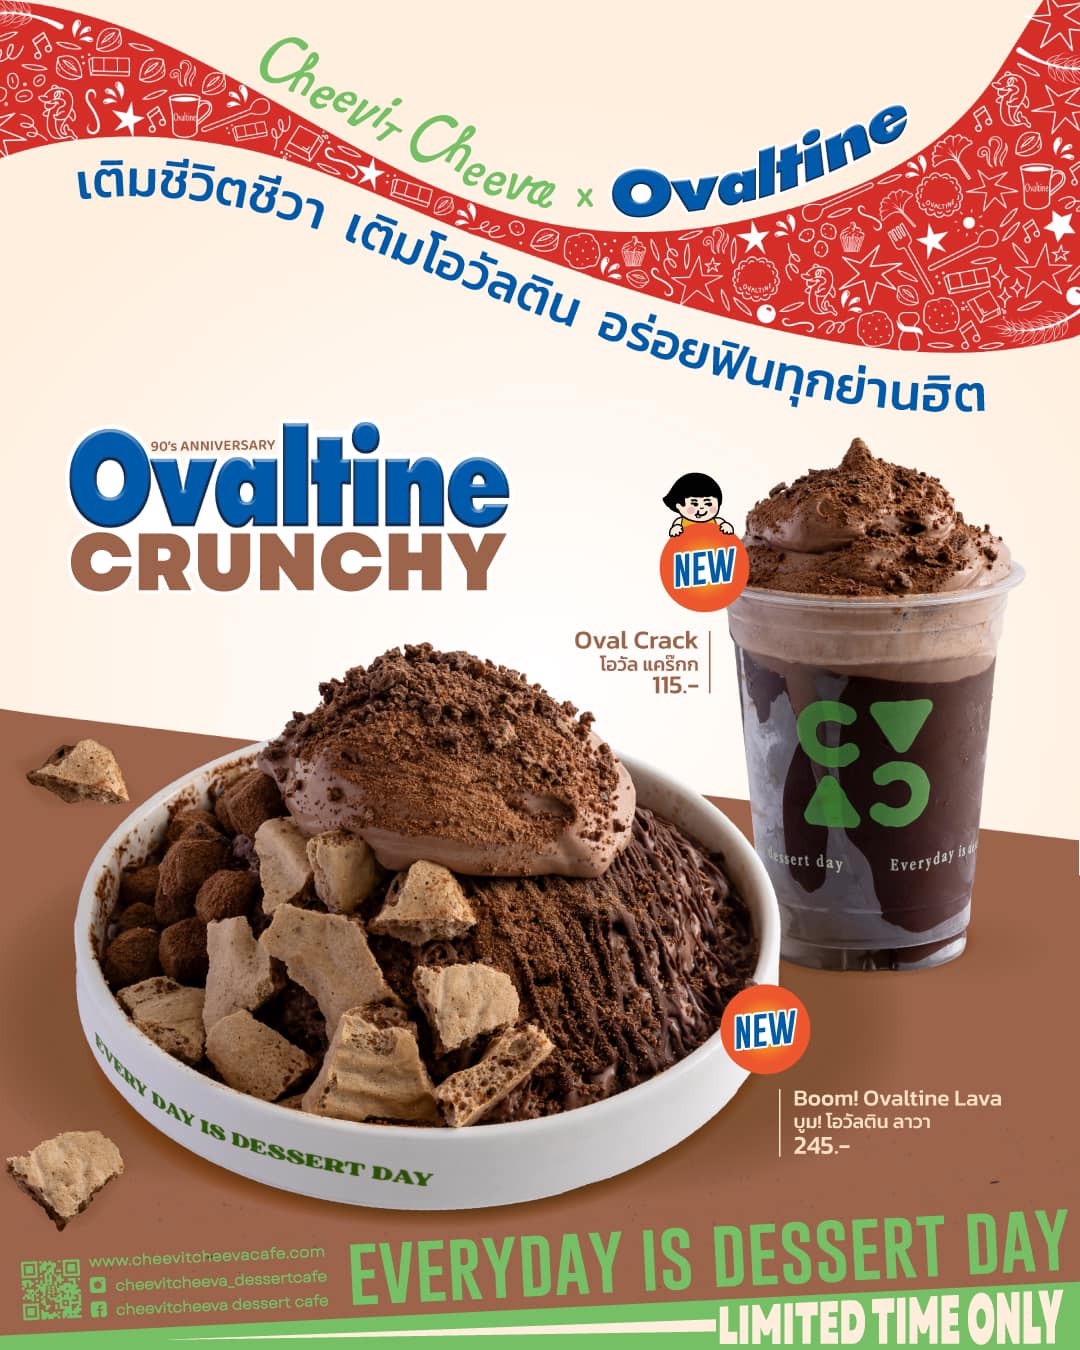 Cheevit Cheeva x Ovaltine
เติมชีวิตชีวา เติมโอวัลติน อร่อยฟินทุกย่านฮิต
90's ANNIVERSARY
Ovaltine
CRUNCHY
NEW
Oval Crack
โอวัล แคร๊กก
115.-
dessert day
Everyday is
EVERY DAY IS DESSERT DAY
NEW
Boom! Ovaltine Lava
บูม! โอวัลติน ลาวา
245.-
www.cheevitcheevacafe.com
cheevitcheeva_dessertcafe
cheevitcheeva dessert cafe
EVERYDAY IS DESSERT DAY
LIMITED TIME ONLY
Ovaltine
Ovaltine
OVALTINE
OVALTINE